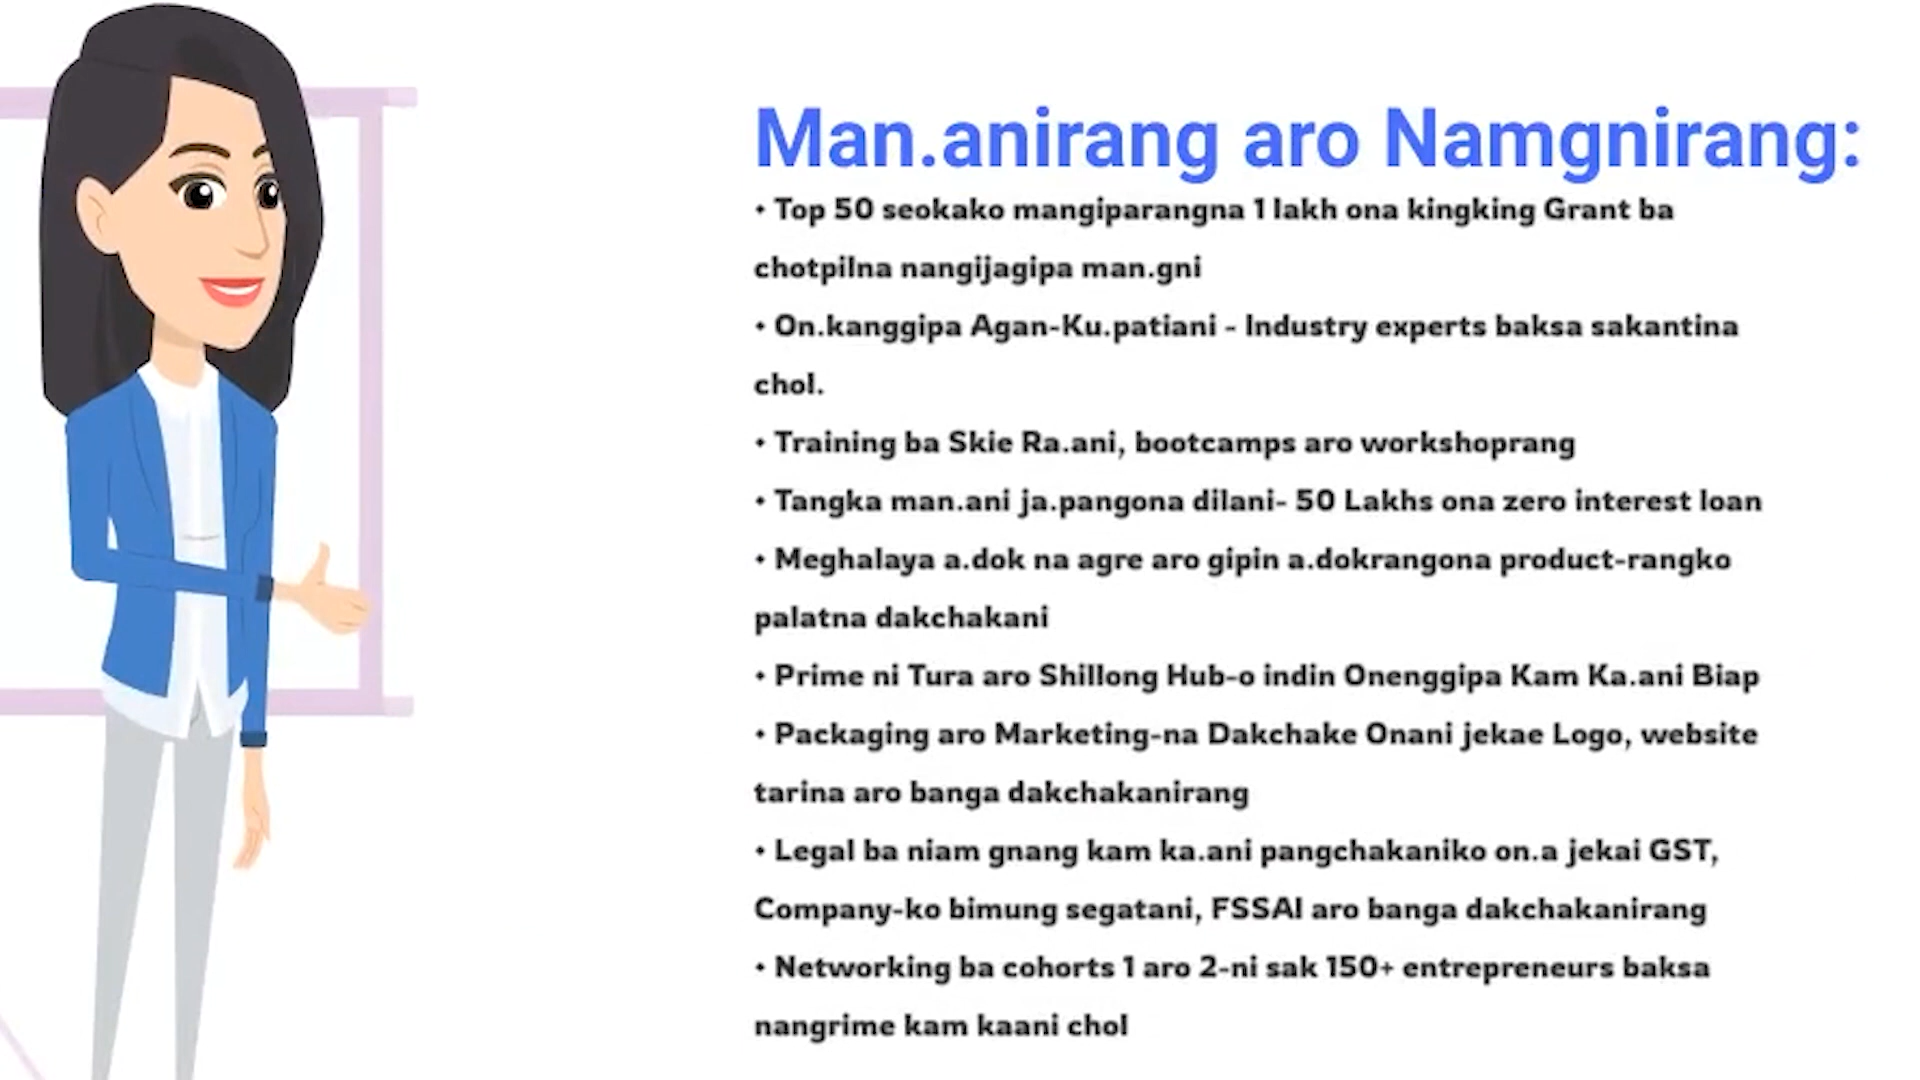 Man.anirang aro Namgnirang:
• Top 50 seokako mangiparangna 1 lakh ona kingking Grant ba
chotpilna nangijagipa man.gni
• On.kanggipa Agan-Ku.patiani - Industry experts baksa sakantina
chol.
• Training ba Skie Ra.ani, bootcamps aro workshoprang
• Tangka man.ani ja.pangona dilani- 50 Lakhs ona zero interest loan
• Meghalaya a.dok na agre aro gipin a.dokrangona product-rangko
palatna dakchakani
• Prime ni Tura aro Shillong Hub-o indin Onenggipa Kam Ka.ani Biap
• Packaging aro Marketing-na Dakchake Onani jekae Logo, website
tarina aro banga dakchakanirang
• Legal ba niam gnang kam ka.ani pangchakaniko on.a jekai GST,
Company-ko bimung segatani, FSSAI aro banga dakchakanirang
• Networking ba cohorts 1 aro 2-ni sak 150+ entrepreneurs baksa
nangrime kam kaani chol